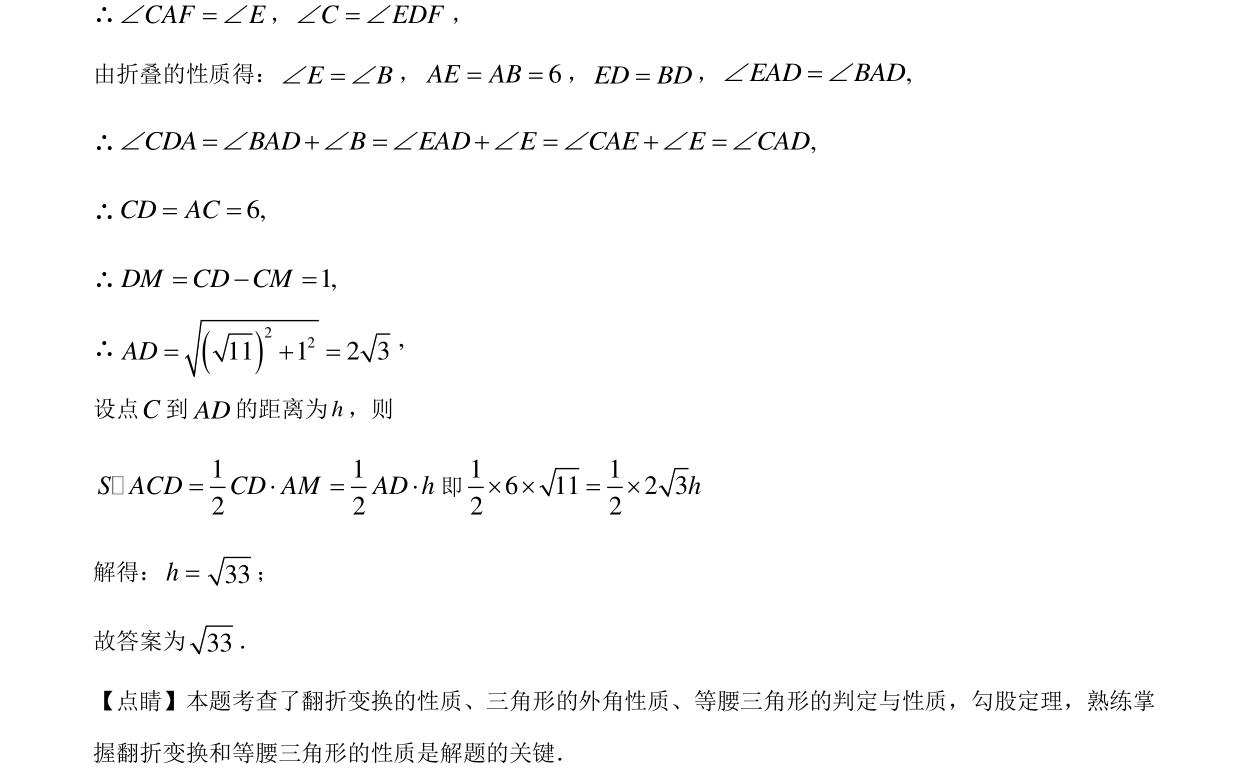 ∴∠CAF=∠E，∠C=∠EDF，
由折叠的性质得：∠E=∠B，AE=AB=6，ED=BD，∠EAD=∠BAD,
∴∠CDA=∠BAD+∠B=∠EAD+∠E=∠CAE+∠E=∠CAD,
∴CD=AC=6,
∴DM=CD−CM=1,
∴AD=√((√11)²+1²)=2√3，
设点C到AD的距离为h，则
S□ACD=1/2CD·AM=1/2AD·h即1/2×6×√11=1/2×2√3h
解得：h=√33；
故答案为√33．
【点睛】本题考查了翻折变换的性质、三角形的外角性质、等腰三角形的判定与性质，勾股定理，熟练掌
握翻折变换和等腰三角形的性质是解题的关键．